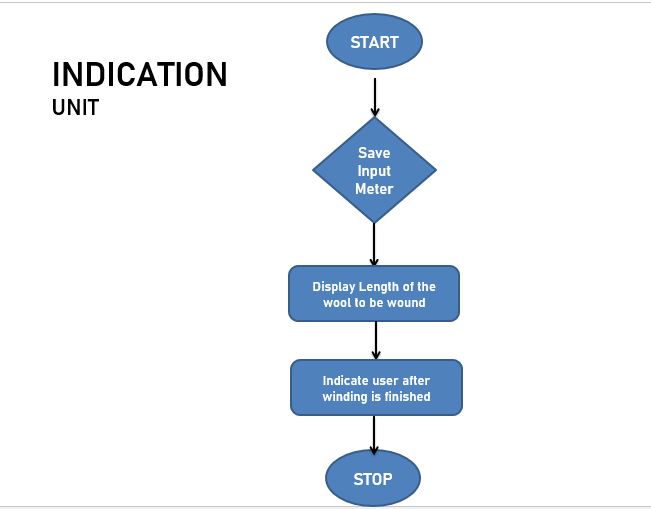 INDICATION
UNIT
START
Save
Input
Meter
Display Length of the
wool to be wound
Indicate user after
winding is finished
STOP